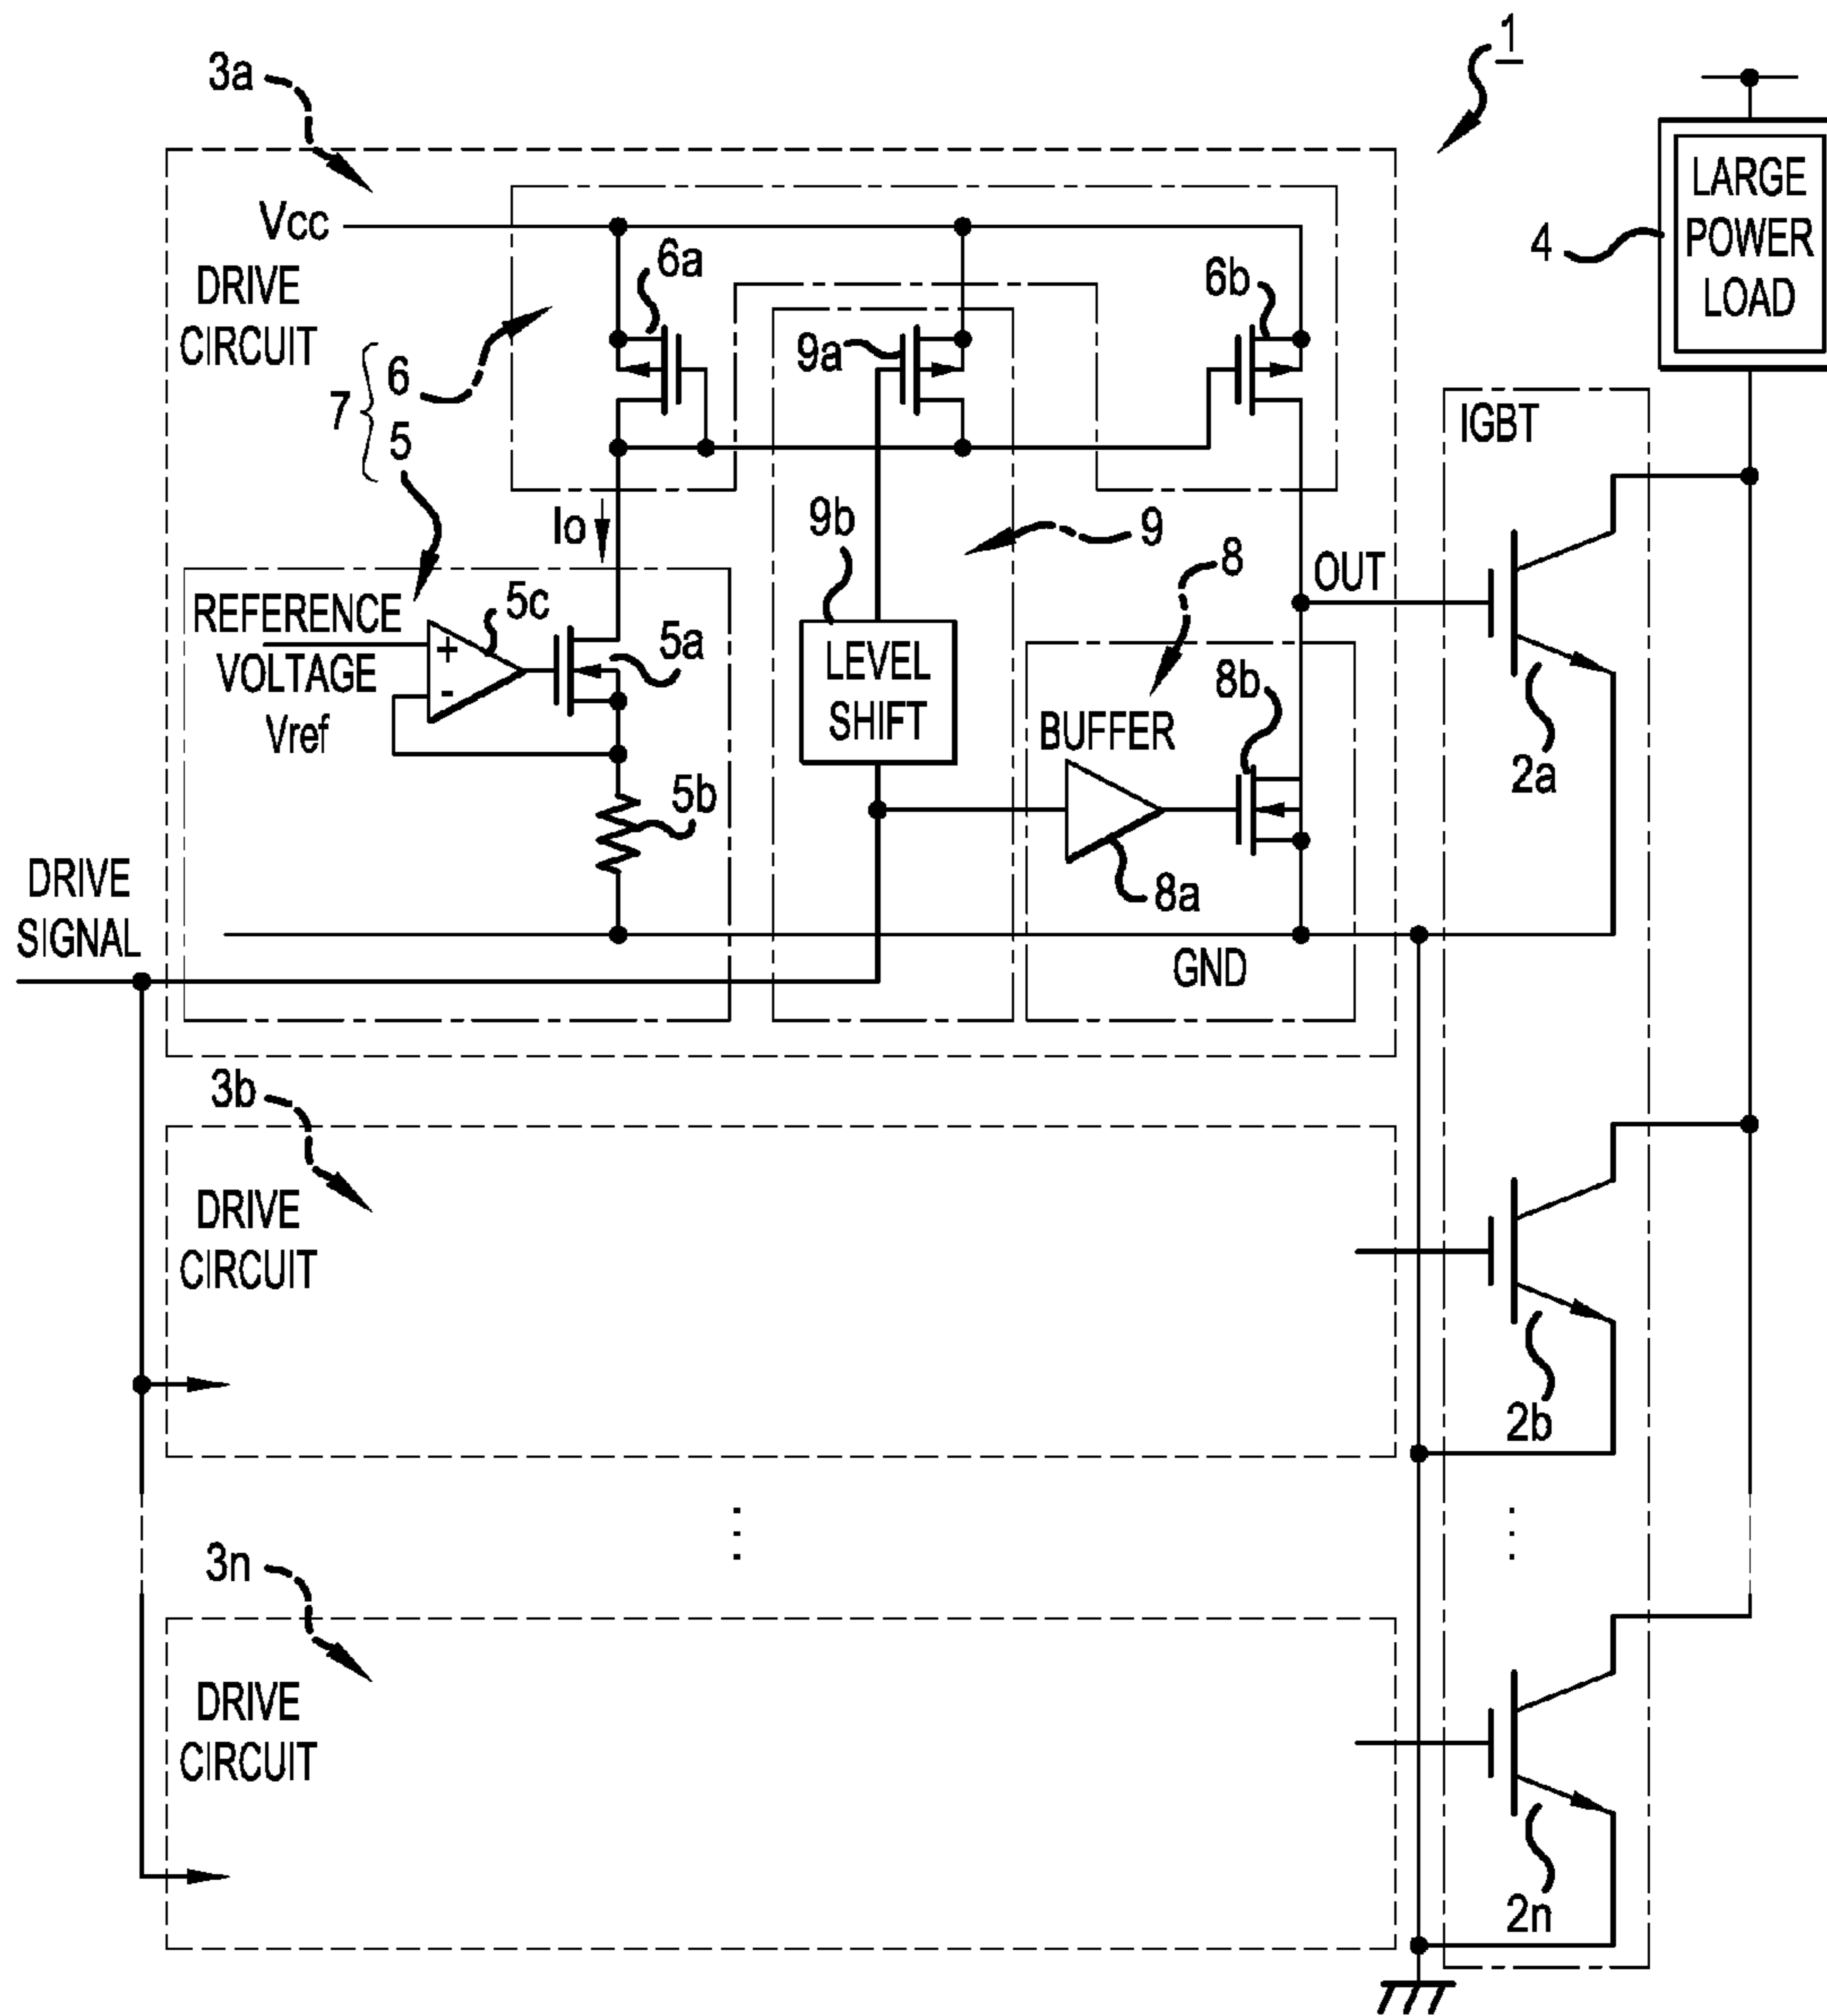 1
3a
Vcc
DRIVE
CIRCUIT
6a
6b
9a
LARGE
POWER
LOAD
4
IGBT
7
6
5
Io
9b
9
8
OUT
REFERENCE
VOLTAGE
Vref
+
-
5c
5a
5b
LEVEL
SHIFT
BUFFER
8b
8a
2a
DRIVE
SIGNAL
GND
3b
DRIVE
CIRCUIT
2b
3n
DRIVE
CIRCUIT
2n